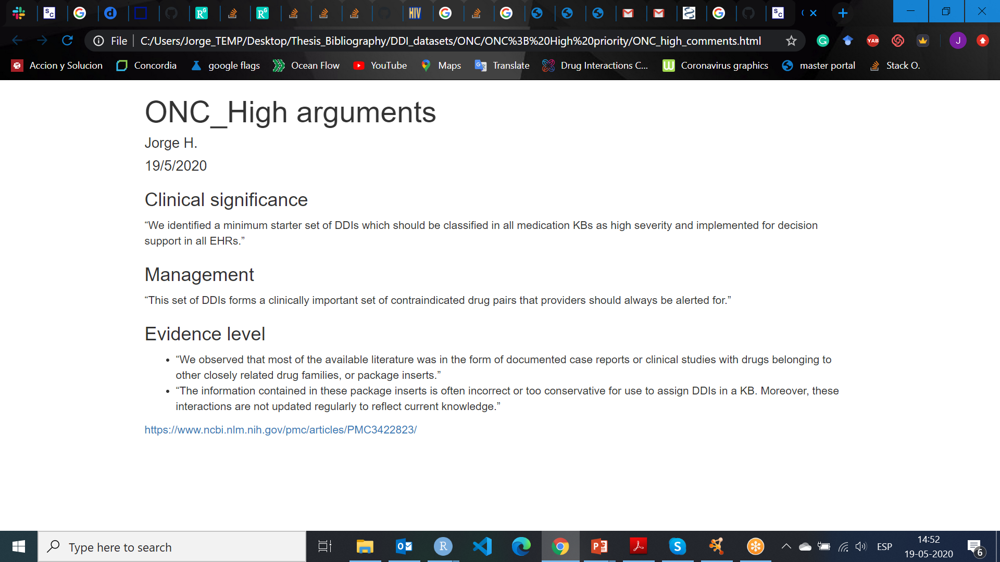 File C:/Users/Jorge_TEMP/Desktop/Thesis_Bibliography/DDI_datasets/ONC/ONC%3B%20High%20priority/ONC_high_comments.html
YAB
J
Accion y Solucion
Concordia
google flags
Ocean Flow
YouTube
Maps
Translate
Drug Interactions C...
Coronavirus graphics
master portal
Stack O.
ONC_High arguments
Jorge H.
19/5/2020
Clinical significance
“We identified a minimum starter set of DDIs which should be classified in all medication KBs as high severity and implemented for decision
support in all EHRs.”
Management
“This set of DDIs forms a clinically important set of contraindicated drug pairs that providers should always be alerted for.”
Evidence level
• “We observed that most of the available literature was in the form of documented case reports or clinical studies with drugs belonging to
other closely related drug families, or package inserts.”
• “The information contained in these package inserts is often incorrect or too conservative for use to assign DDIs in a KB. Moreover, these
interactions are not updated regularly to reflect current knowledge.”
https://www.ncbi.nlm.nih.gov/pmc/articles/PMC3422823/
Type here to search
ESP
14:52
19-05-2020
6